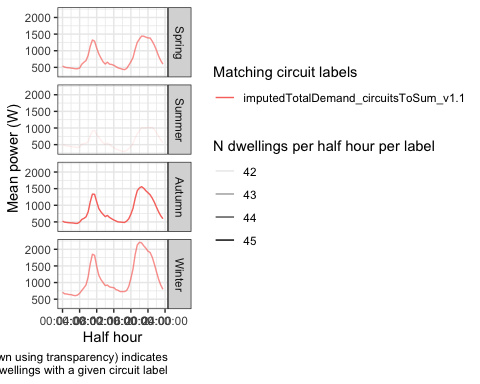 2000
1500
1000
500
Spring
2000
1500
1000
500
Summer
2000
1500
1000
500
Autumn
2000
1500
1000
500
Winter
Mean power (W)
Half hour
Matching circuit labels
imputedTotalDemand_circuitsToSum_v1.1
N dwellings per half hour per label
42
43
44
45
using transparency) indicates
dwellings with a given circuit label